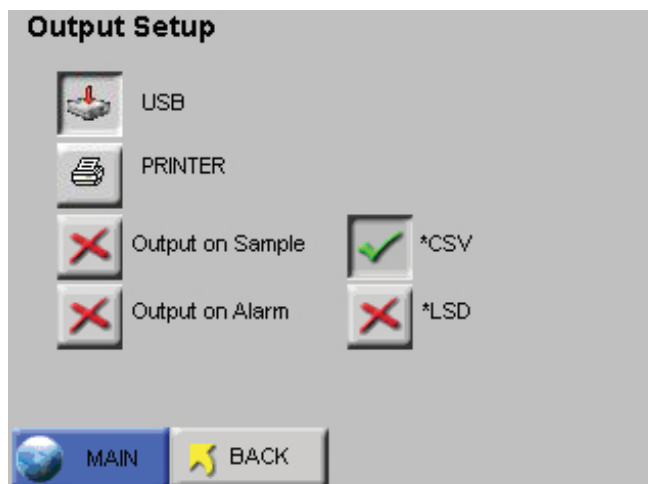 Output Setup
USB
PRINTER
Output on Sample
*CSV
Output on Alarm
*LSD
MAIN
BACK